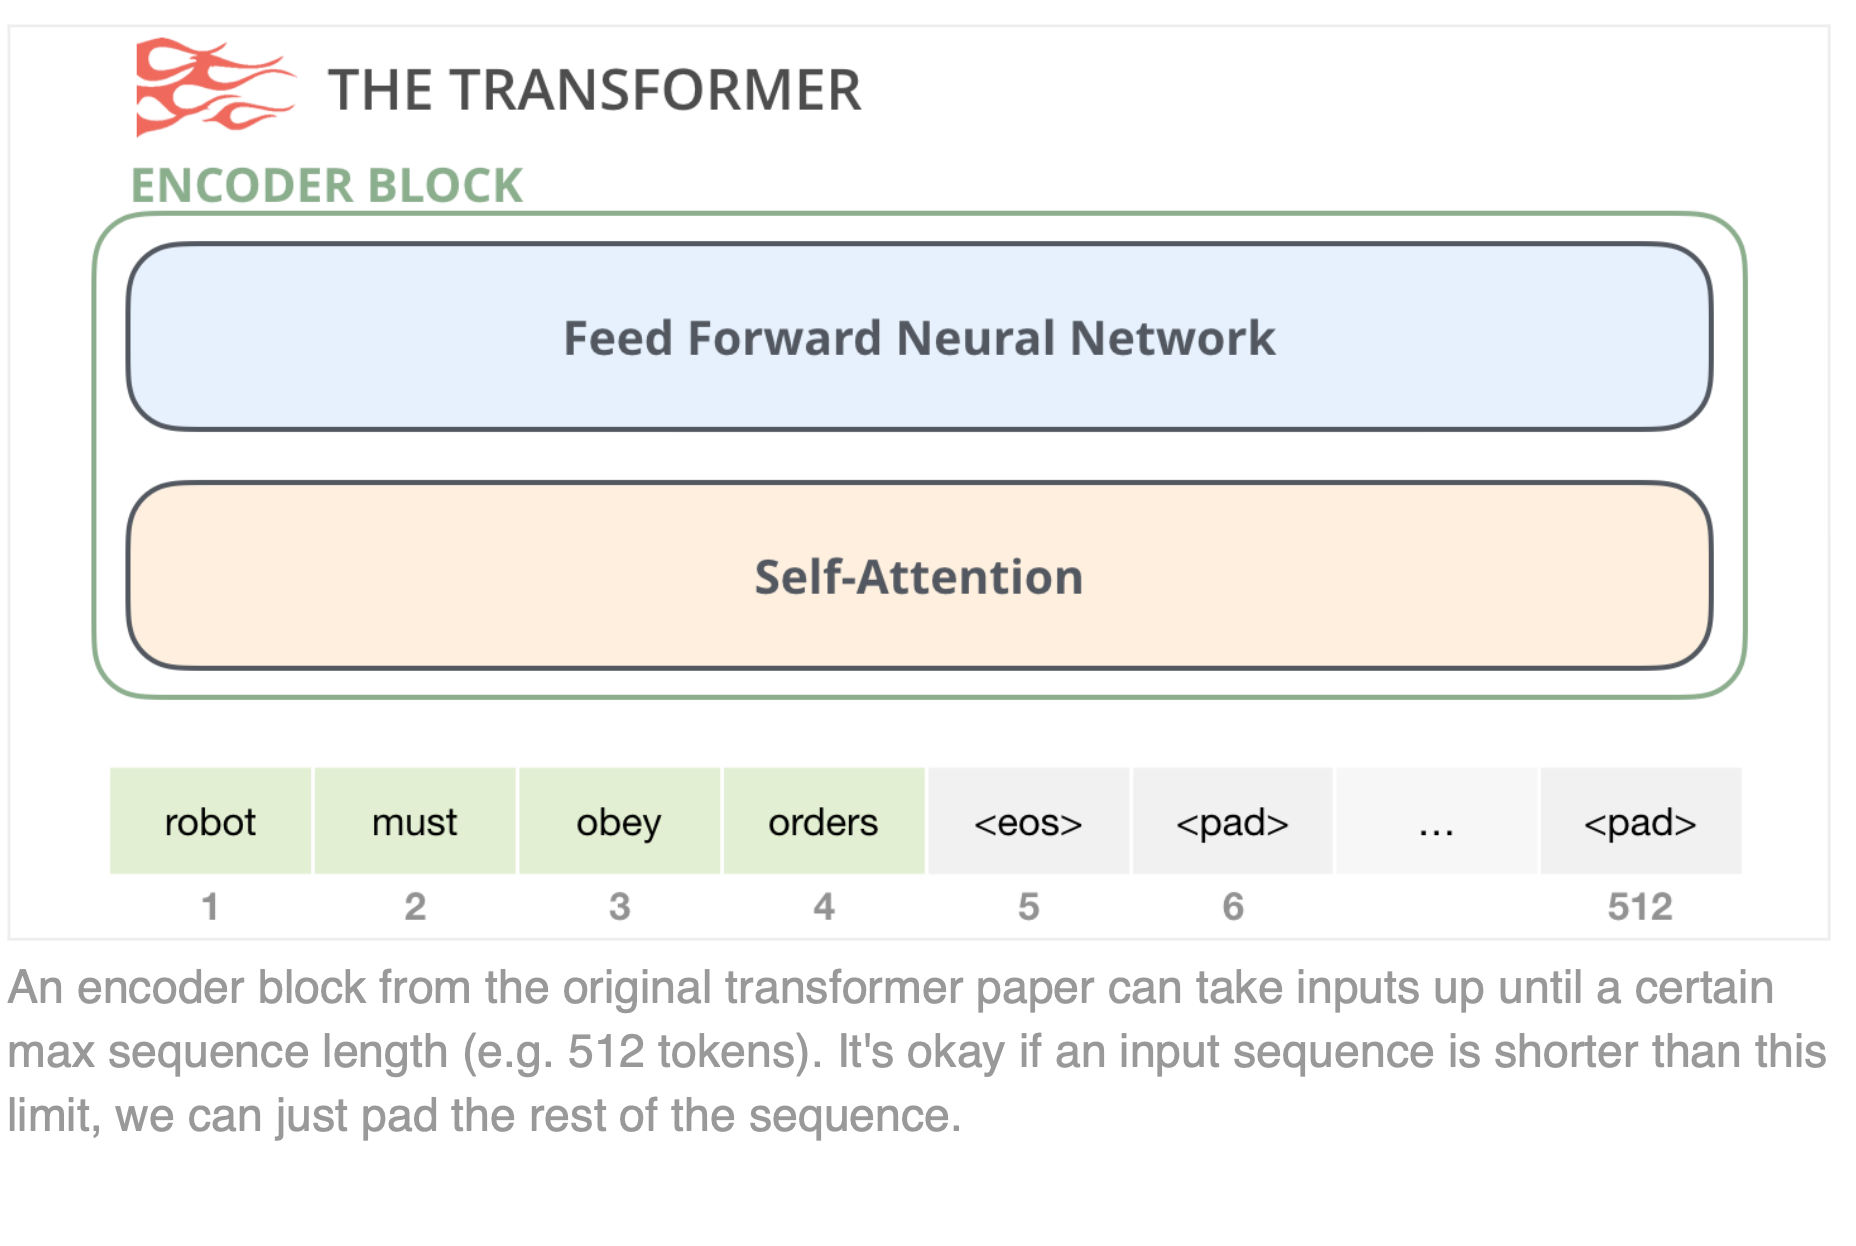 THE TRANSFORMER
ENCODER BLOCK
Feed Forward Neural Network
Self-Attention
robot must obey orders <eos> <pad> ... <pad>
1 2 3 4 5 6 512
An encoder block from the original transformer paper can take inputs up until a certain
max sequence length (e.g. 512 tokens). It's okay if an input sequence is shorter than this
limit, we can just pad the rest of the sequence.